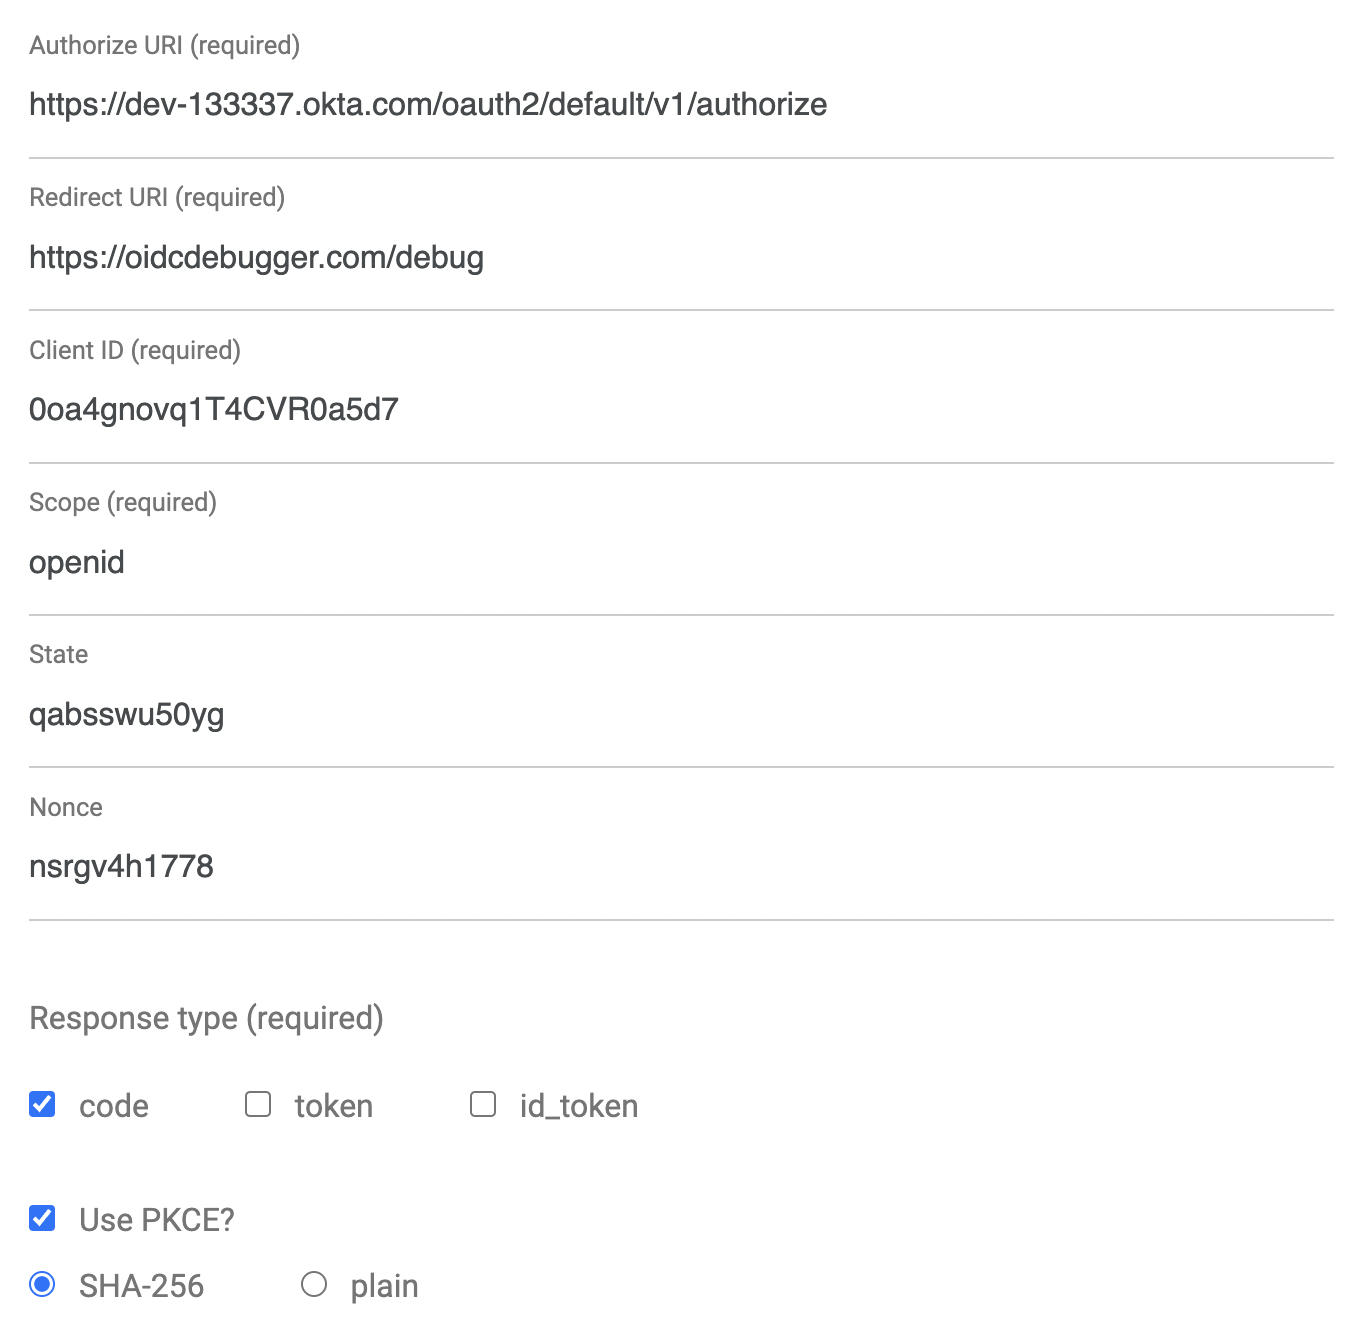 Authorize URI (required)
https://dev-133337.okta.com/oauth2/default/v1/authorize
Redirect URI (required)
https://oidcdebugger.com/debug
Client ID (required)
0oa4gnovq1T4CVR0a5d7
Scope (required)
openid
State
qabsswu50yg
Nonce
nsrgv4h1778
Response type (required)
code token id_token
Use PKCE?
SHA-256 plain